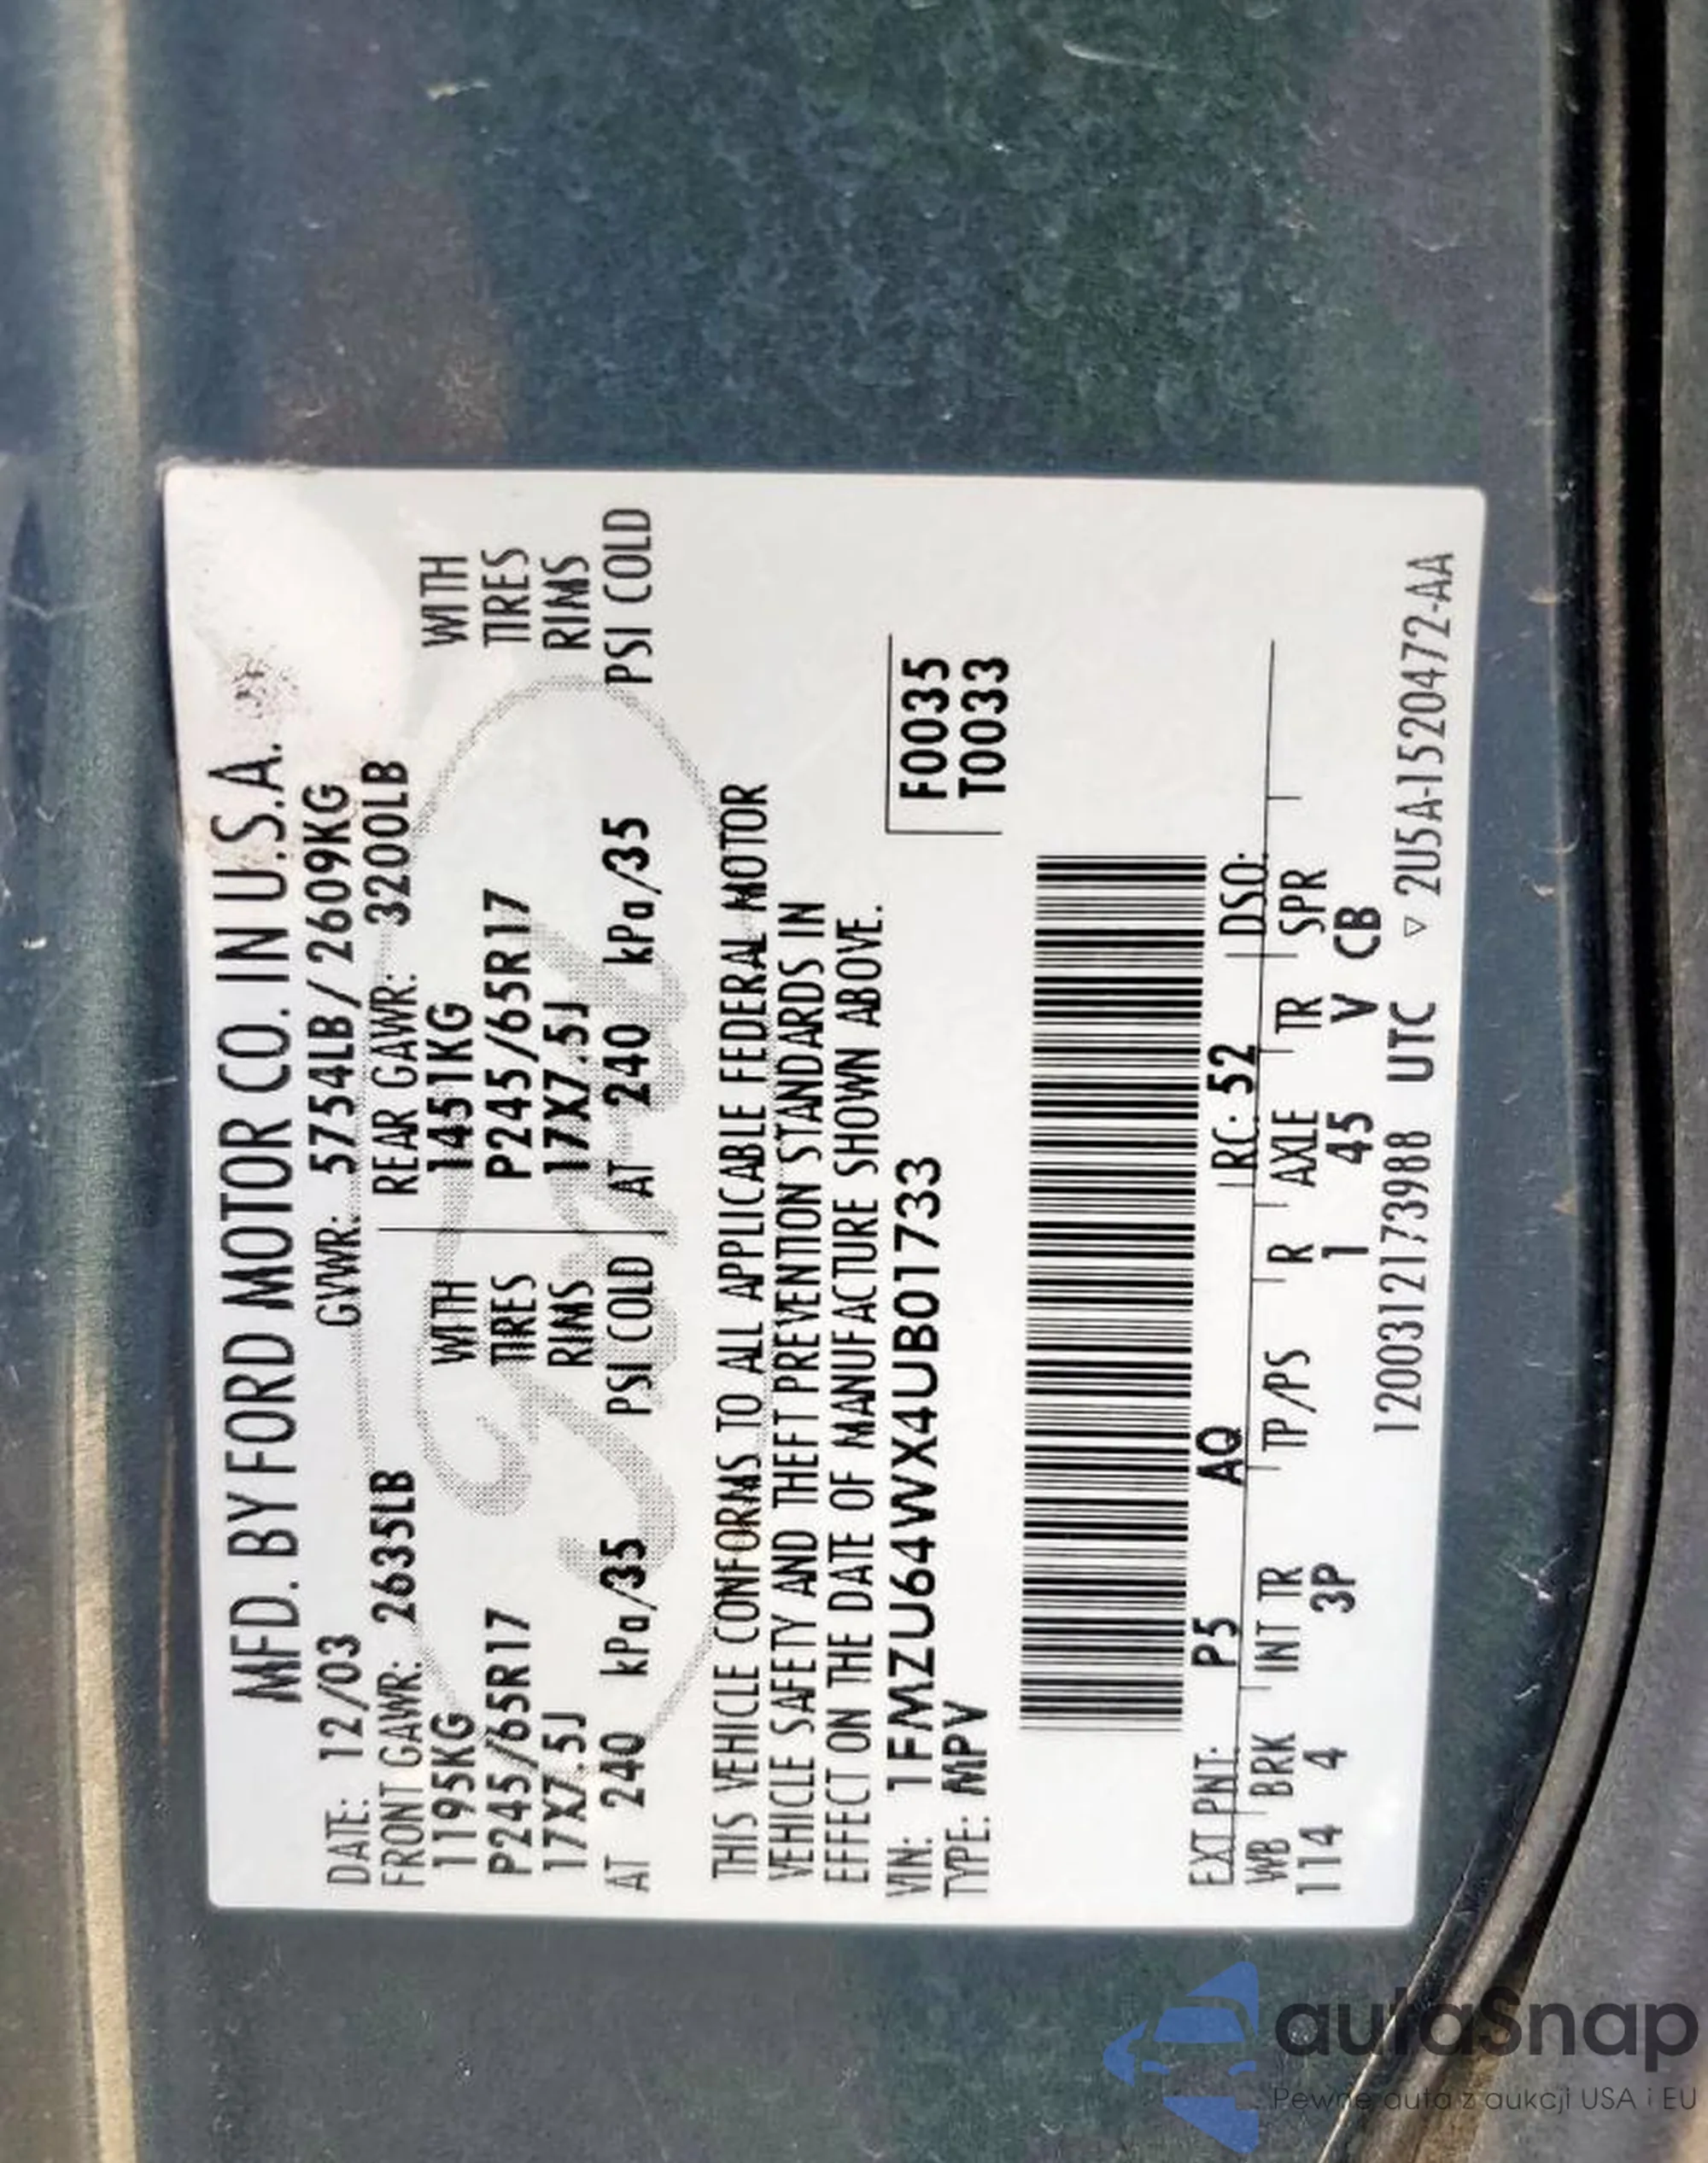 MFD. BY FORD MOTOR CO. IN U.S.A.
DATE: 12/03 GVWR: 5754LB/ 2609KG
FRONT GAWR: 2635LB REAR GAWR: 3200LB
1195KG WITH 1451KG WITH
P245/65R17 TIRES P245/65R17 TIRES
17X7.5J RIMS 17X7.5J RIMS
AT 240 kPa/35 PSI COLD AT 240 kPa/35 PSI COLD
THIS VEHICLE CONFORMS TO ALL APPLICABLE FEDERAL MOTOR
VEHICLE SAFETY AND THEFT PREVENTION STANDARDS IN
EFFECT ON THE DATE OF MANUFACTURE SHOWN ABOVE.
VIN: 1FMZU64WX4UB01733 F0035
TYPE: MPV T0033
EXT PNT: P5 AQ RC: 52 DSO:
WB BRK INT TR TP/PS R AXLE TR SPR
114 4 3P 1 45 V CB
12003121739​88 UTC ▽ 2U5A-1520472-AA
autaSnap
Pewne auta z aukcji USA i EU